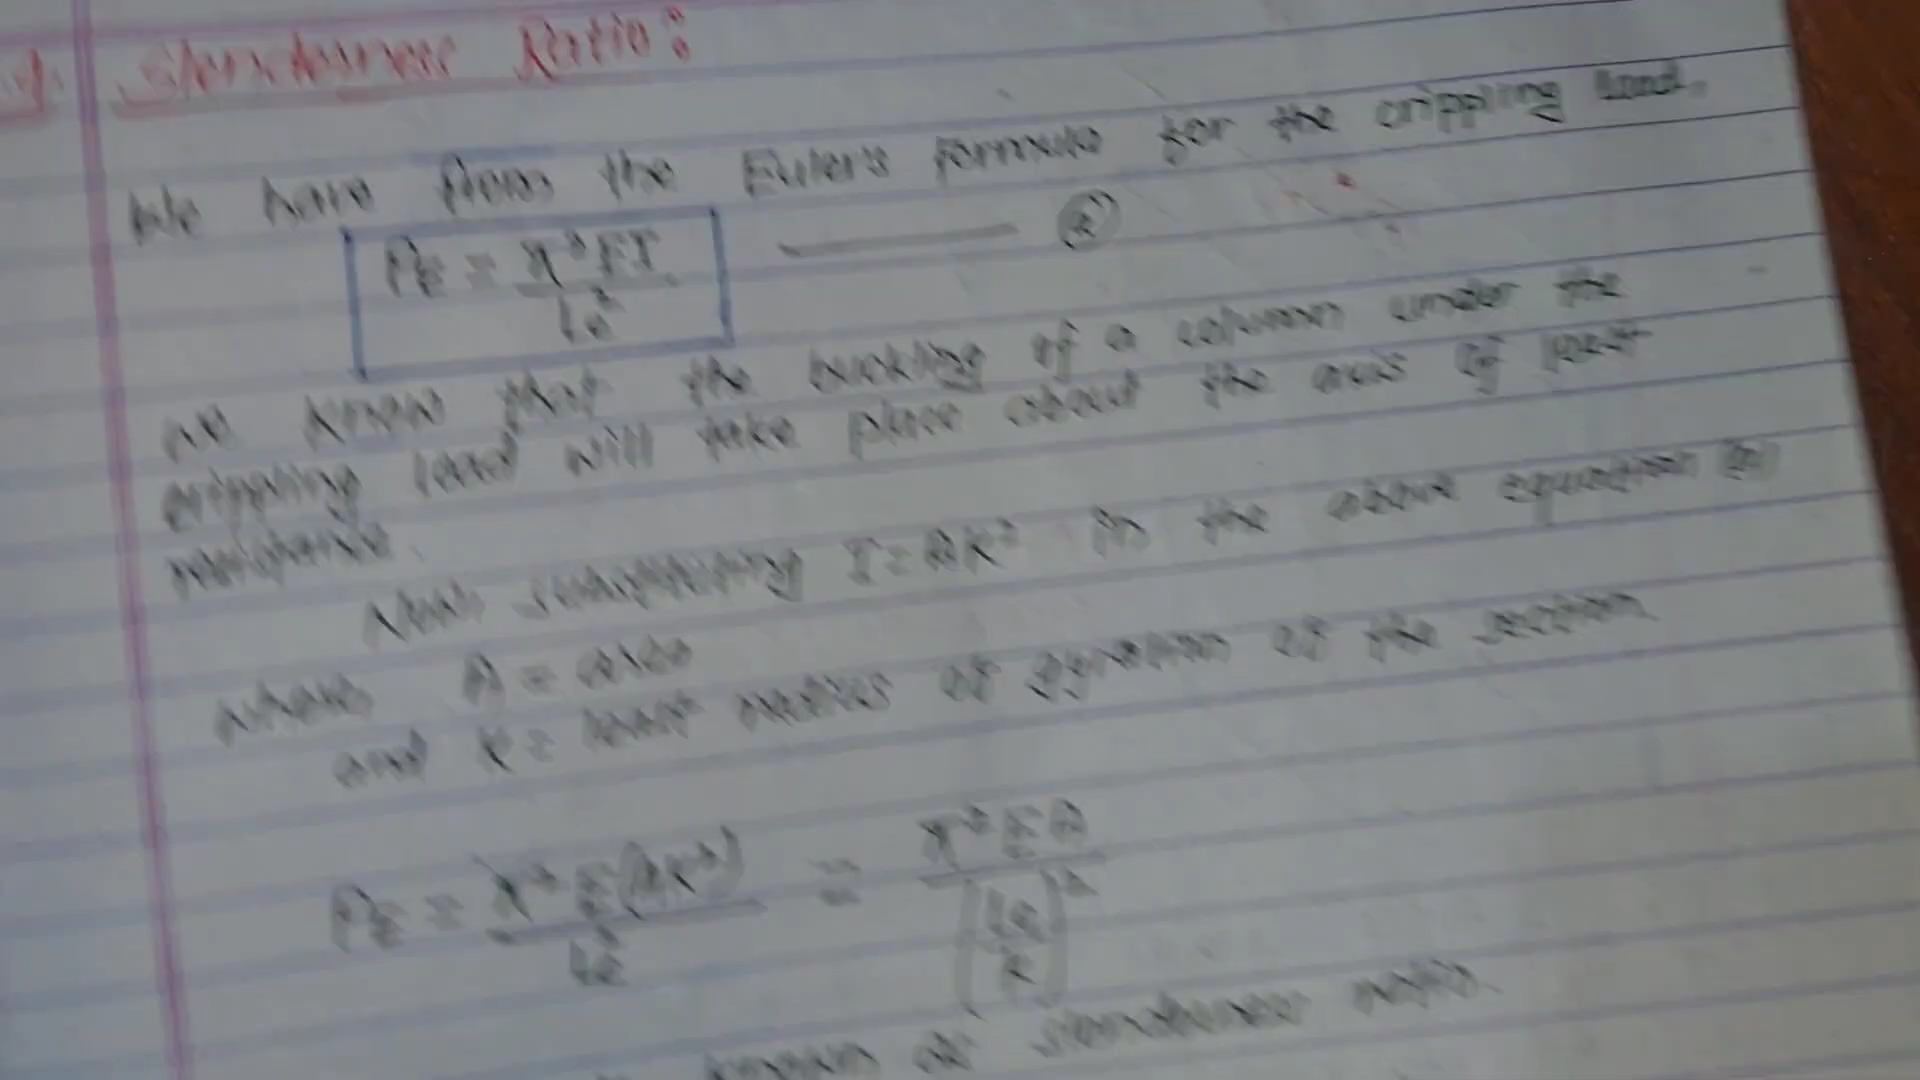 Slenderness Ratio:
We have from the Euler's formula for the crippling load.
PE = π²EI / Le²
we know that the buckling of a column under the
crippling load will take place about the axis of least
resistance.
Now substituting I = AK² in the above equation
where A = area
and K = least radius of gyration of the section
PE = π²E(AK²) / Le² = π²EA / (Le/K)²
known as slenderness ratio.